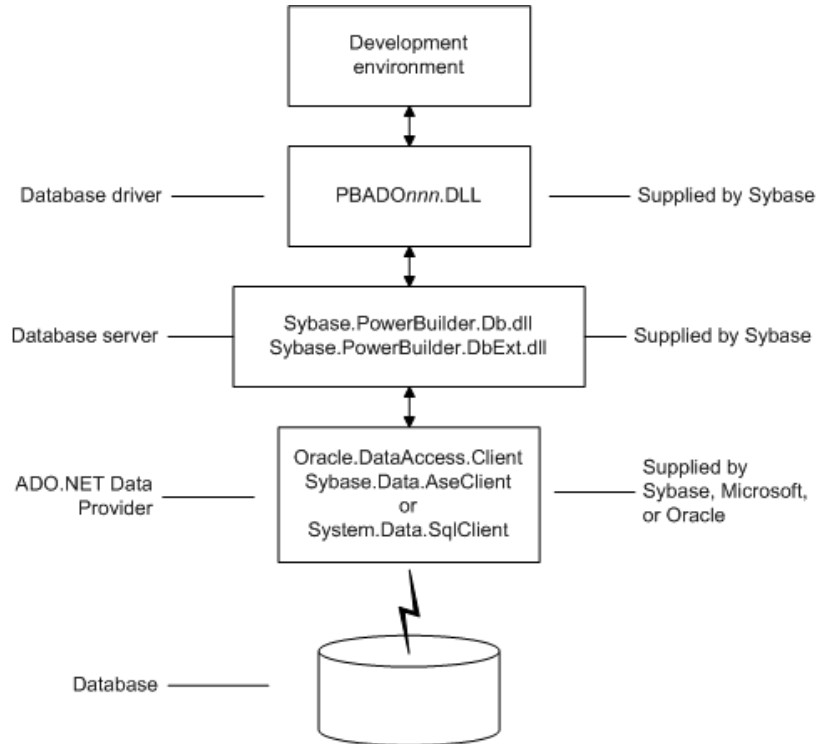 Development
environment
Database driver
PBADOnnn.DLL
Supplied by Sybase
Database server
Sybase.PowerBuilder.Db.dll
Sybase.PowerBuilder.DbExt.dll
Supplied by Sybase
ADO.NET Data
Provider
Oracle.DataAccess.Client
Sybase.Data.AseClient
or
System.Data.SqlClient
Supplied by
Sybase, Microsoft,
or Oracle
Database